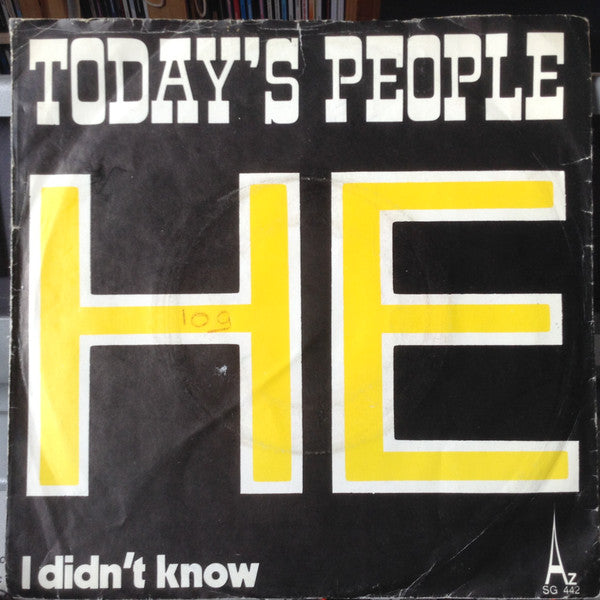 TODAY'S PEOPLE
HE
109
I didn't know
Az
SG 442